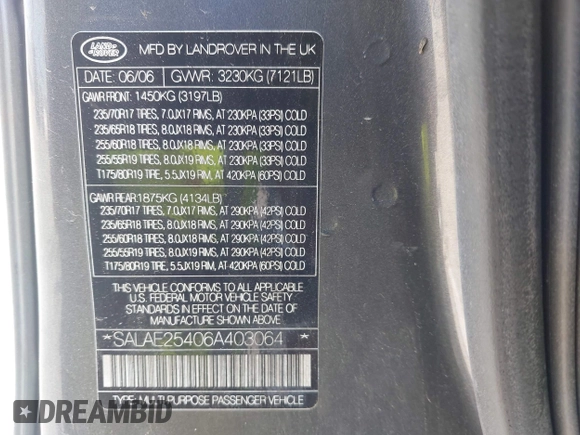 LAND ROVER
MFD BY LANDROVER IN THE UK
DATE: 06/06 GVWR: 3230KG (7121LB)
GAWR FRONT: 1450KG (3197LB)
235/70R17 TIRES, 7.0JX17 RIMS, AT 230KPA (33PSI) COLD
235/65R18 TIRES, 8.0JX18 RIMS, AT 230KPA (33PSI) COLD
255/60R18 TIRES, 8.0JX18 RIMS, AT 230KPA (33PSI) COLD
255/55R19 TIRES, 8.0JX19 RIMS, AT 230KPA (33PSI) COLD
T175/80R19 TIRE, 5.5JX19 RIM, AT 420KPA (60PSI) COLD
GAWR REAR: 1875KG (4134LB)
235/70R17 TIRES, 7.0JX17 RIMS, AT 290KPA (42PSI) COLD
235/65R18 TIRES, 8.0JX18 RIMS, AT 290KPA (42PSI) COLD
255/60R18 TIRES, 8.0JX18 RIMS, AT 290KPA (42PSI) COLD
255/55R19 TIRES, 8.0JX19 RIMS, AT 290KPA (42PSI) COLD
T175/80R19 TIRE, 5.5JX19 RIM, AT 420KPA (60PSI) COLD
THIS VEHICLE CONFORMS TO ALL APPLICABLE
U.S. FEDERAL MOTOR VEHICLE SAFETY
STANDARDS IN EFFECT ON THE DATE OF
MANUFACTURE SHOWN ABOVE.
*SALAE25406A403064*
TYPE: MULTI PURPOSE PASSENGER VEHICLE
DREAMBID